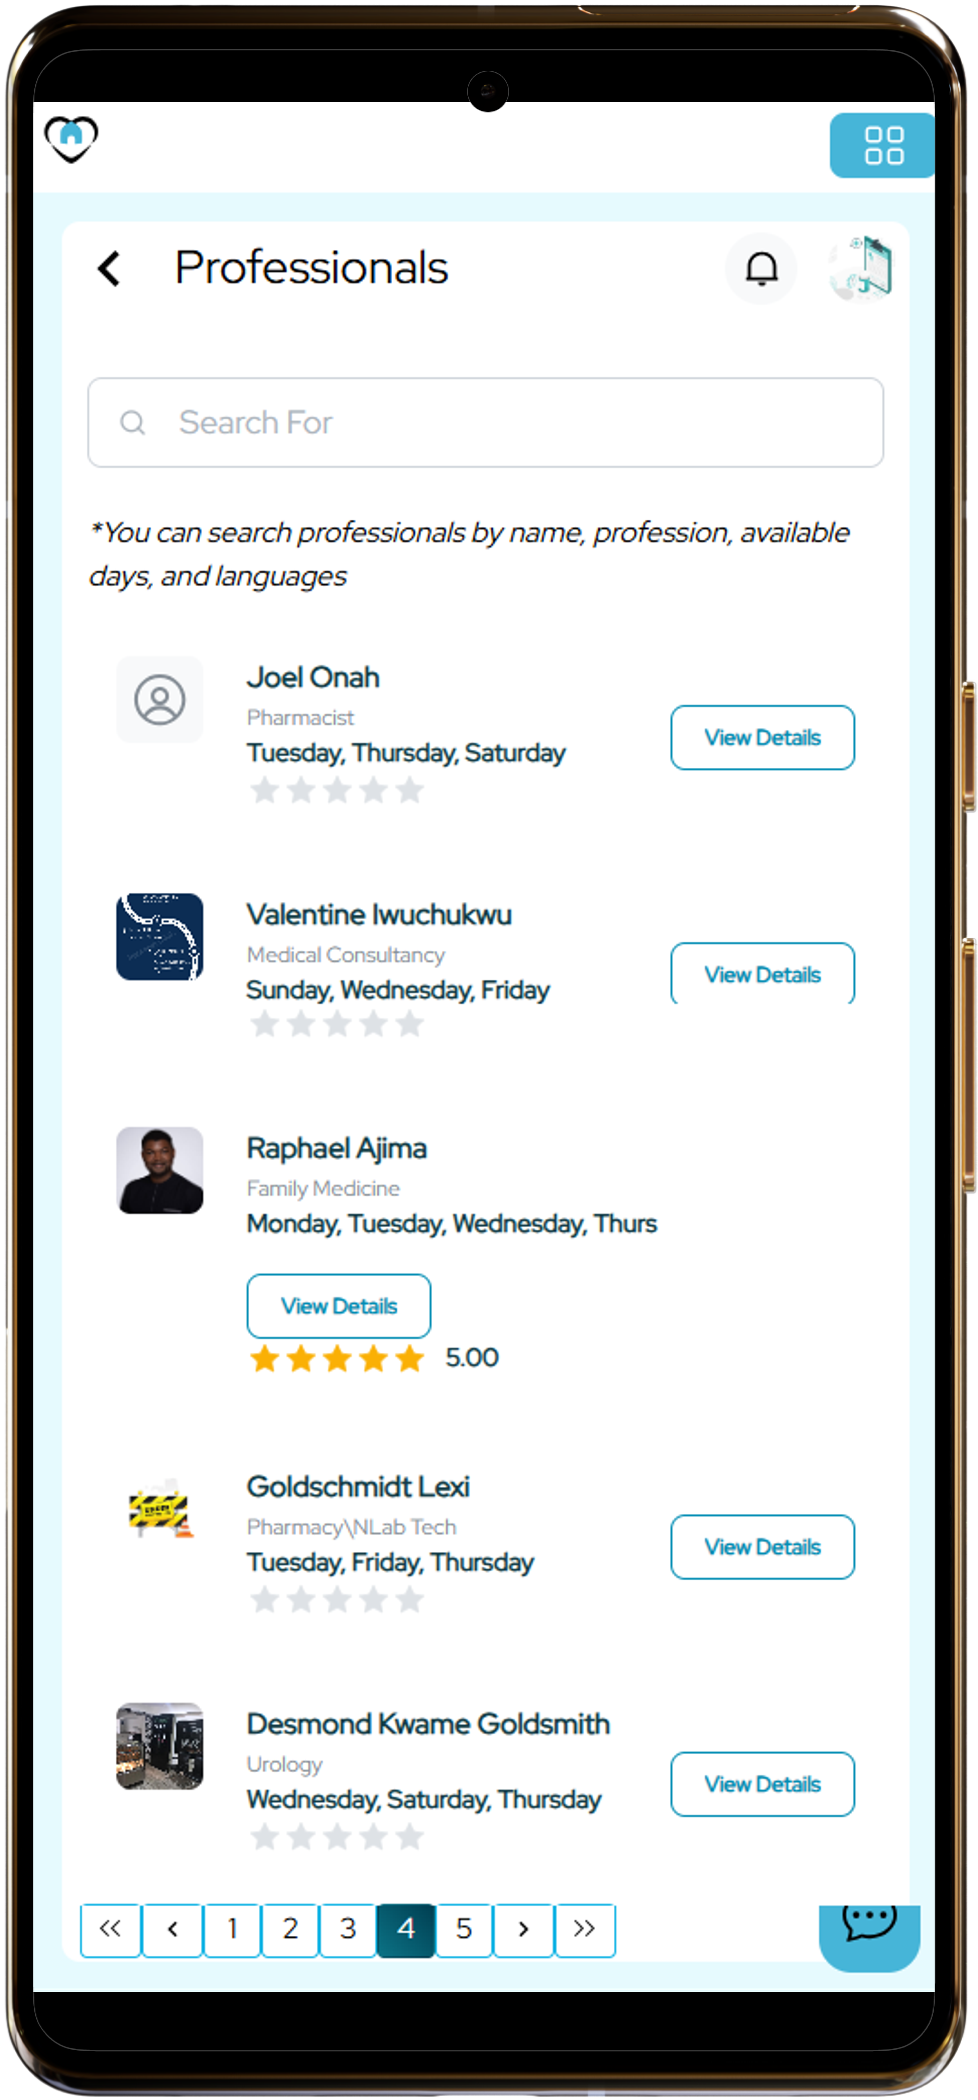 Professionals
Search For
*You can search professionals by name, profession, available
days, and languages
Joel Onah
Pharmacist
Tuesday, Thursday, Saturday
View Details
Valentine Iwuchukwu
Medical Consultancy
Sunday, Wednesday, Friday
View Details
Raphael Ajima
Family Medicine
Monday, Tuesday, Wednesday, Thurs
View Details
5.00
Goldschmidt Lexi
Pharmacy\NLab Tech
Tuesday, Friday, Thursday
View Details
Desmond Kwame Goldsmith
Urology
Wednesday, Saturday, Thursday
View Details
<< < 1 2 3 4 5 > >>